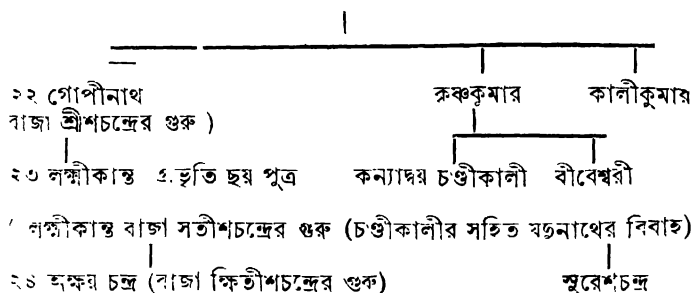 ২২ গোপীনাথ কৃষ্ণকুমার কালীকুমার
রাজা শ্রীশচন্দ্রের গুরু )
২৩ লক্ষ্মীকান্ত প্রভৃতি ছয় পুত্র কন্যাদ্বয় চণ্ডীকালী বীরেশ্বরী
লক্ষ্মীকান্ত রাজা সতীশচন্দ্রের গুরু (চণ্ডীকালীর সহিত যদুনাথের বিবাহ)
২৪ অক্ষয় চন্দ্র (রাজা ক্ষিতীশচন্দ্রের গুরু) সুরেশচন্দ্র